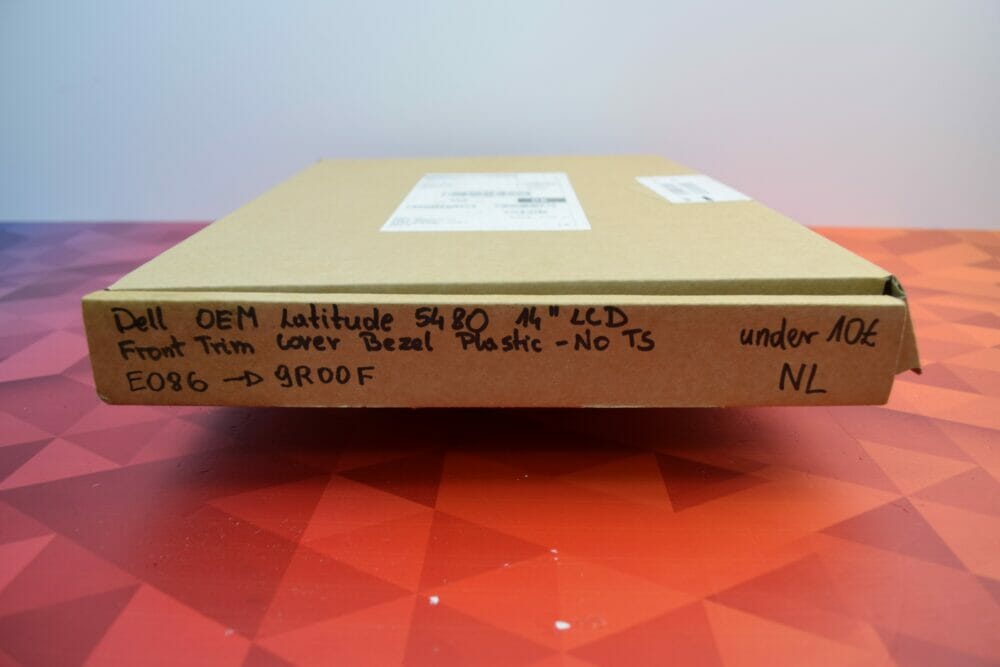 Dell OEM Latitude 5480 14" LCD
Front Trim Cover Bezel Plastic - No TS
E086 → 9R00F
under 10£
NL